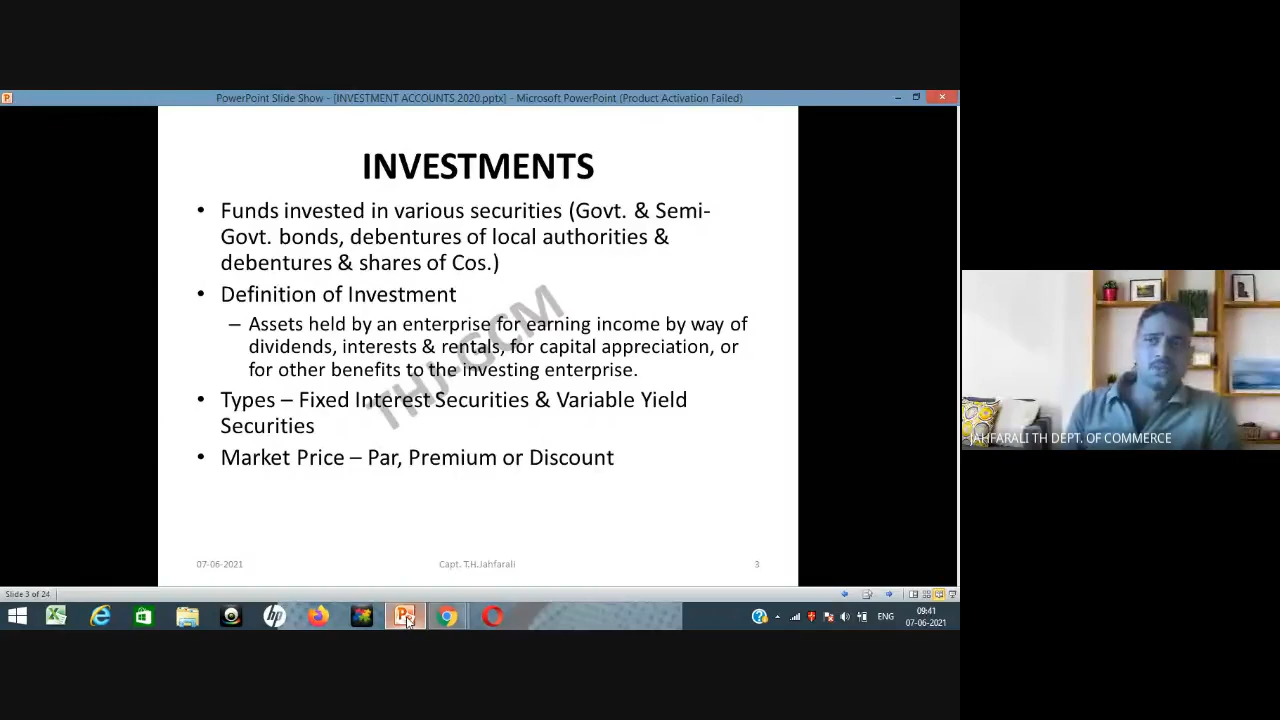 PowerPoint Slide Show - [INVESTMENT ACCOUNTS 2020.pptx] - Microsoft PowerPoint (Product Activation Failed)
INVESTMENTS
• Funds invested in various securities (Govt. & Semi-
Govt. bonds, debentures of local authorities &
debentures & shares of Cos.)
• Definition of Investment
– Assets held by an enterprise for earning income by way of
dividends, interests & rentals, for capital appreciation, or
for other benefits to the investing enterprise.
• Types – Fixed Interest Securities & Variable Yield
Securities
• Market Price – Par, Premium or Discount
THJ-GCM
07-06-2021
Capt. T.H.Jahfarali
3
JAHFARALI TH DEPT. OF COMMERCE
Slide 3 of 24
ENG
09:41
07-06-2021